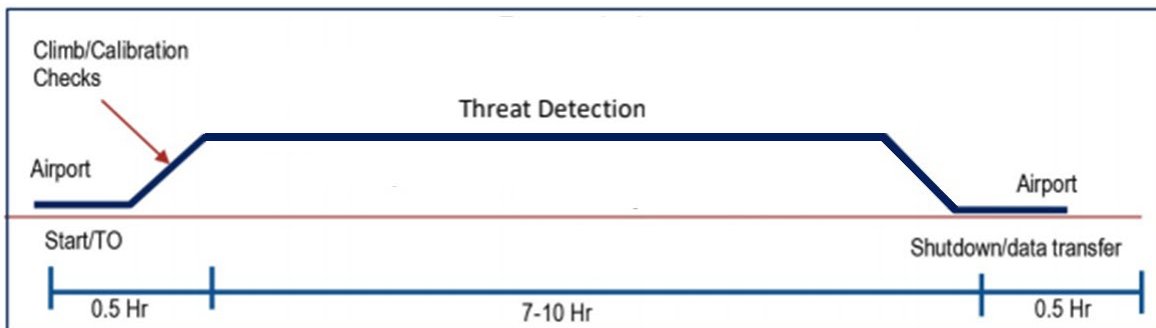 Climb/Calibration
Checks
Threat Detection
Airport
Airport
Start/TO
Shutdown/data transfer
0.5 Hr
7-10 Hr
0.5 Hr